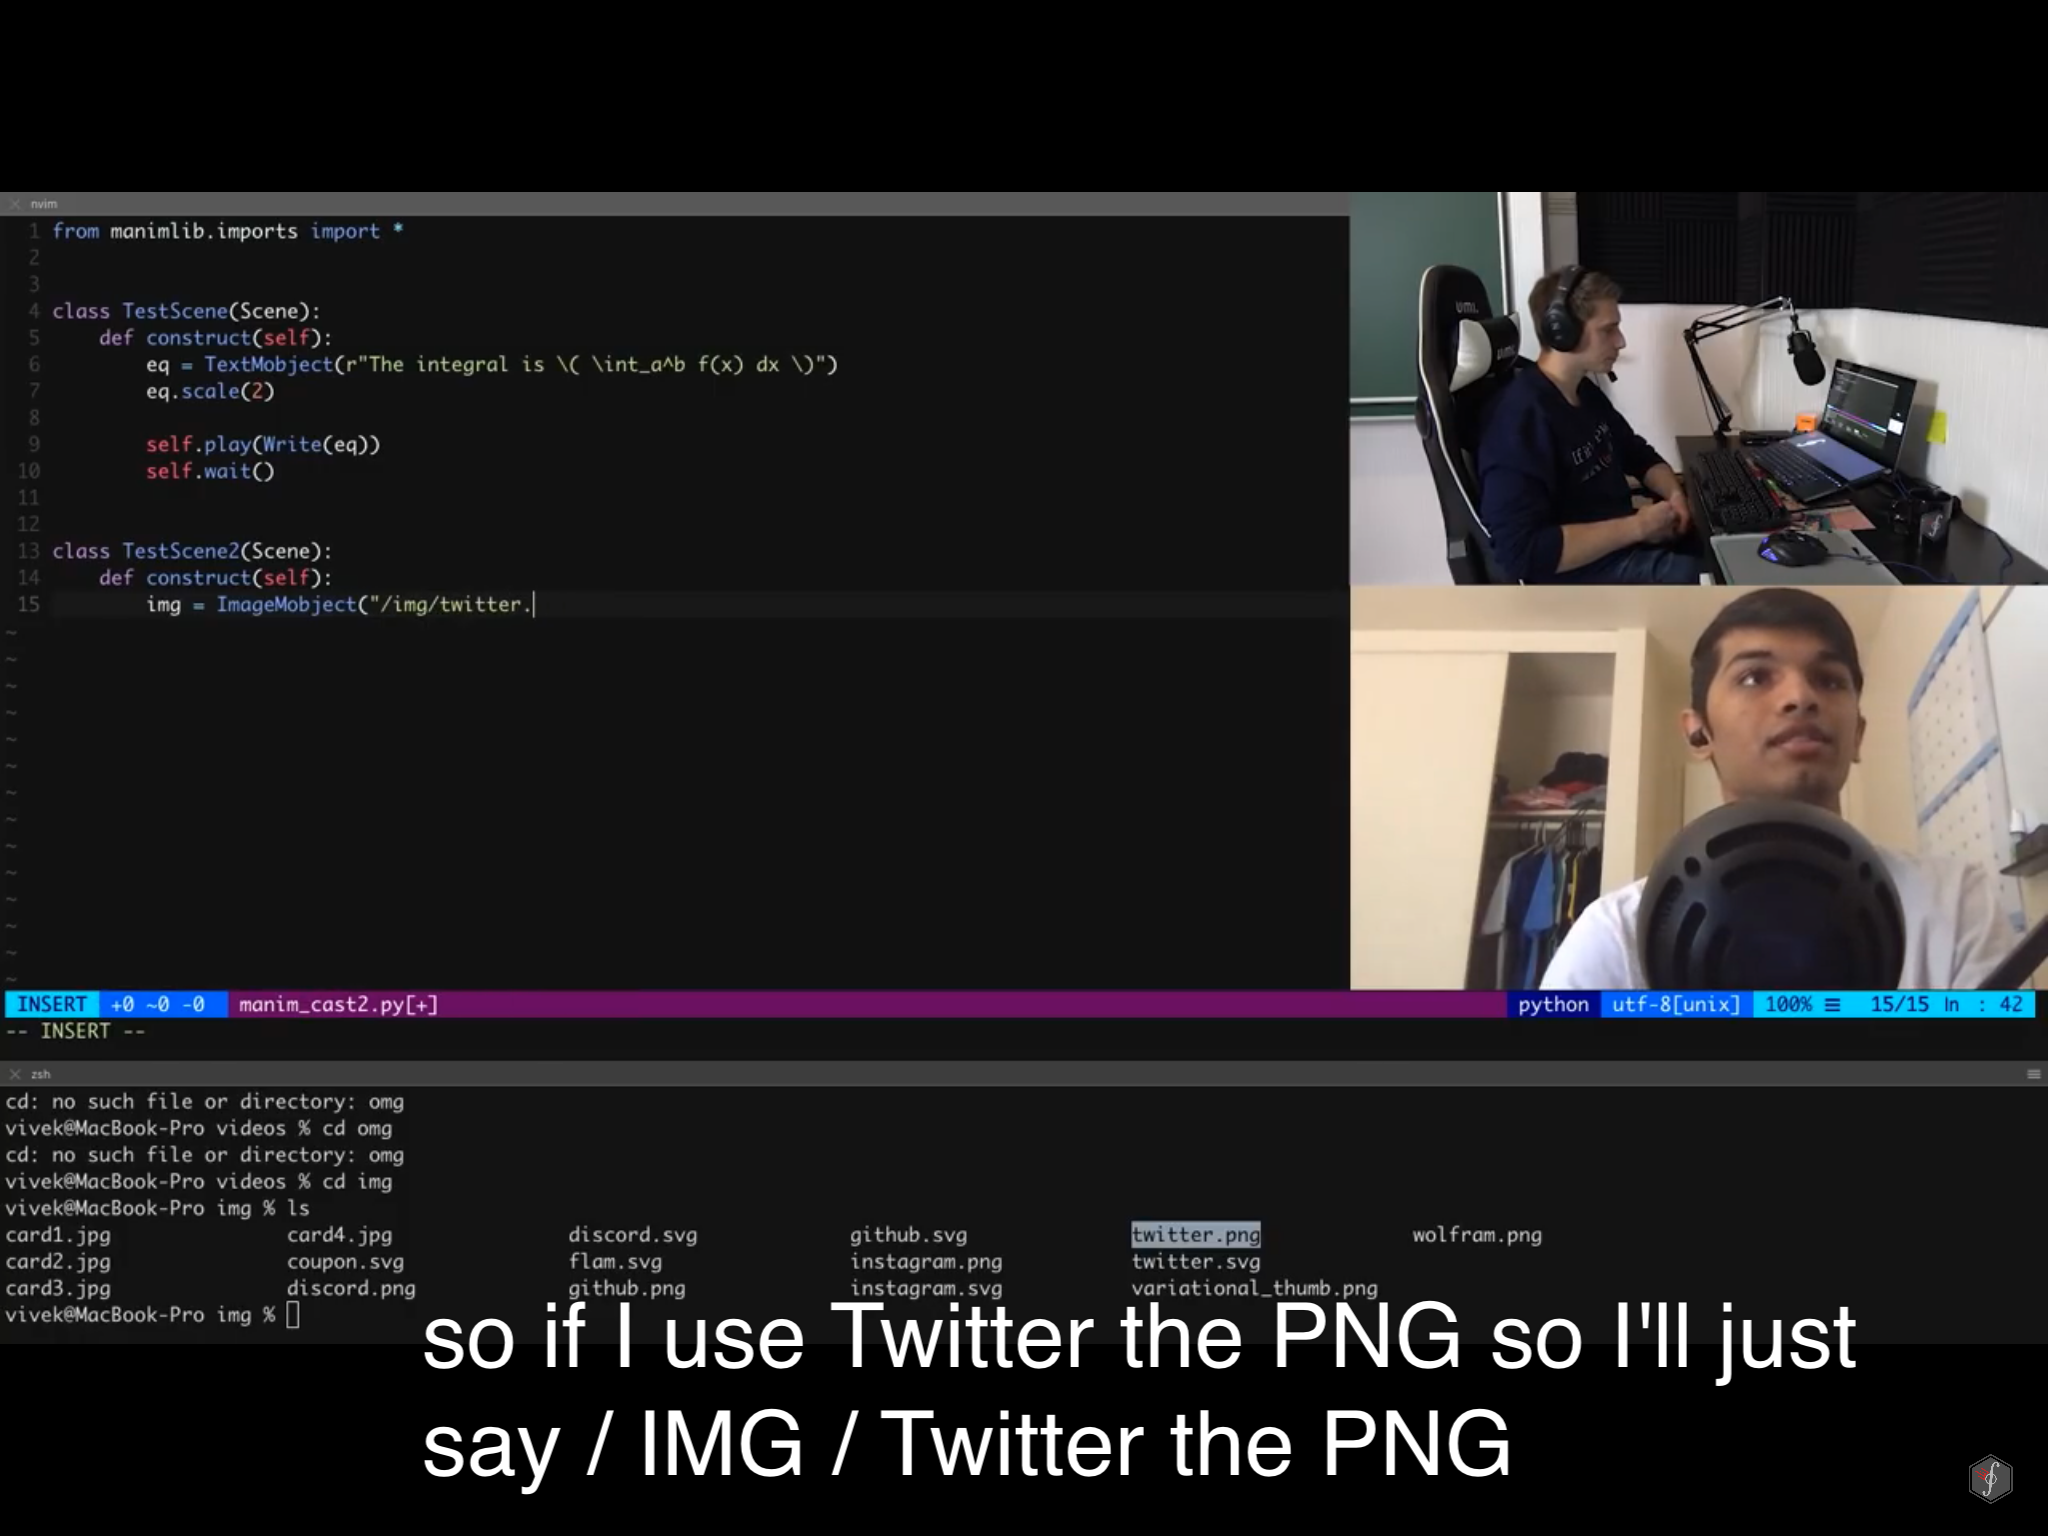 nvim
1 from manimlib.imports import *
2
3
4 class TestScene(Scene):
5 def construct(self):
6 eq = TextMobject(r"The integral is \( \int_a^b f(x) dx \)")
7 eq.scale(2)
8
9 self.play(Write(eq))
10 self.wait()
11
12
13 class TestScene2(Scene):
14 def construct(self):
15 img = ImageMobject("/img/twitter.
~
~
~
~
~
~
~
~
~
~
~
~
~
~
INSERT +0 ~0 -0 manim_cast2.py[+] python utf-8[unix] 100% ☰ 15/15 ln : 42
-- INSERT --
zsh
cd: no such file or directory: omg
vivek@MacBook-Pro videos % cd omg
cd: no such file or directory: omg
vivek@MacBook-Pro videos % cd img
vivek@MacBook-Pro img % ls
card1.jpg card4.jpg discord.svg github.svg twitter.png wolfram.png
card2.jpg coupon.svg flam.svg instagram.png twitter.svg
card3.jpg discord.png github.png instagram.svg variational_thumb.png
vivek@MacBook-Pro img %
so if I use Twitter the PNG so I'll just
say / IMG / Twitter the PNG